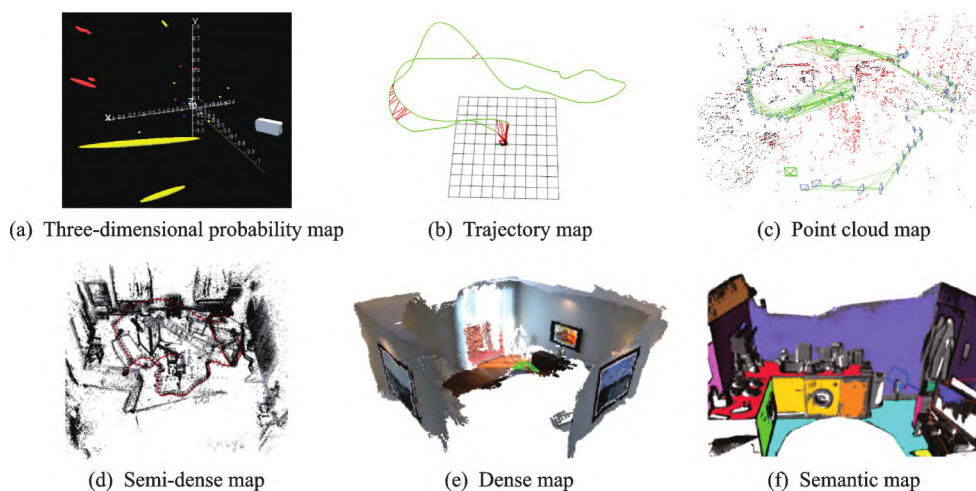 Y
X
(a) Three-dimensional probability map
(b) Trajectory map
(c) Point cloud map
(d) Semi-dense map
(e) Dense map
(f) Semantic map